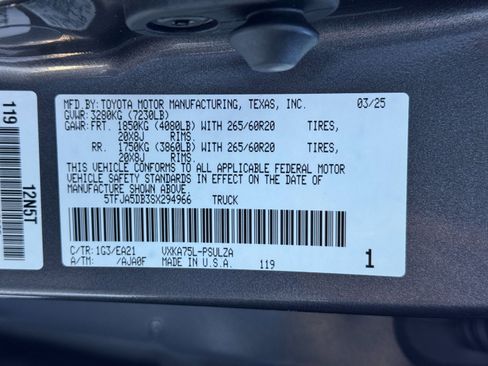 MFD.BY:TOYOTA MOTOR MANUFACTURING, TEXAS, INC. 03/25
GVWR: 3280KG (7230LB)
GAWR: FRT. 1850KG (4080LB) WITH 265/60R20 TIRES,
20X8J RIMS.
RR. 1750KG (3860LB) WITH 265/60R20 TIRES,
20X8J RIMS.
THIS VEHICLE CONFORMS TO ALL APPLICABLE FEDERAL MOTOR
VEHICLE SAFETY STANDARDS IN EFFECT ON THE DATE OF
MANUFACTURE SHOWN ABOVE.
5TFJA5DB3SX294966 TRUCK
C/TR:1G3/EA21 VXKA75L-PSULZA
A/TM: /AJA0F MADE IN U.S.A. 119 1
119
12N5T